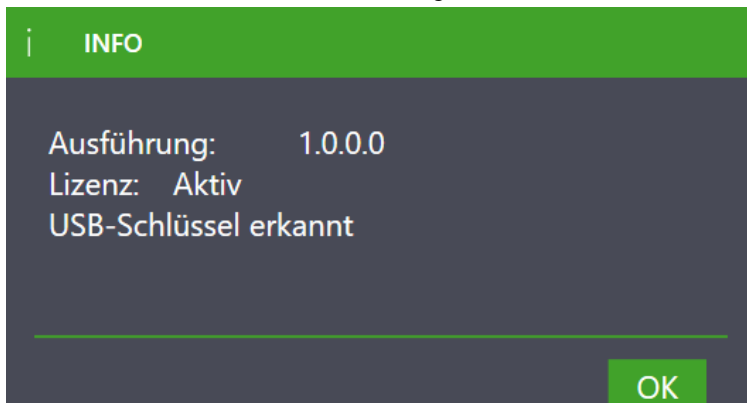 i INFO
Ausführung: 1.0.0.0
Lizenz: Aktiv
USB-Schlüssel erkannt
OK